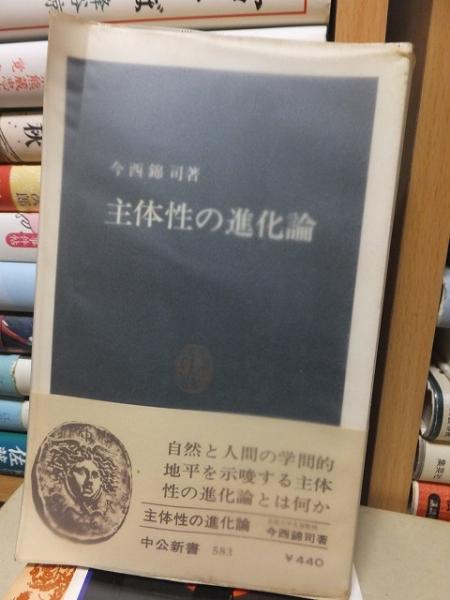 今西錦司著
主体性の進化論
自然と人間の学問的
地平を示唆する主体
性の進化論とは何か
主体性の進化論
今西錦司著
中公新書 583
¥440
秋
佐